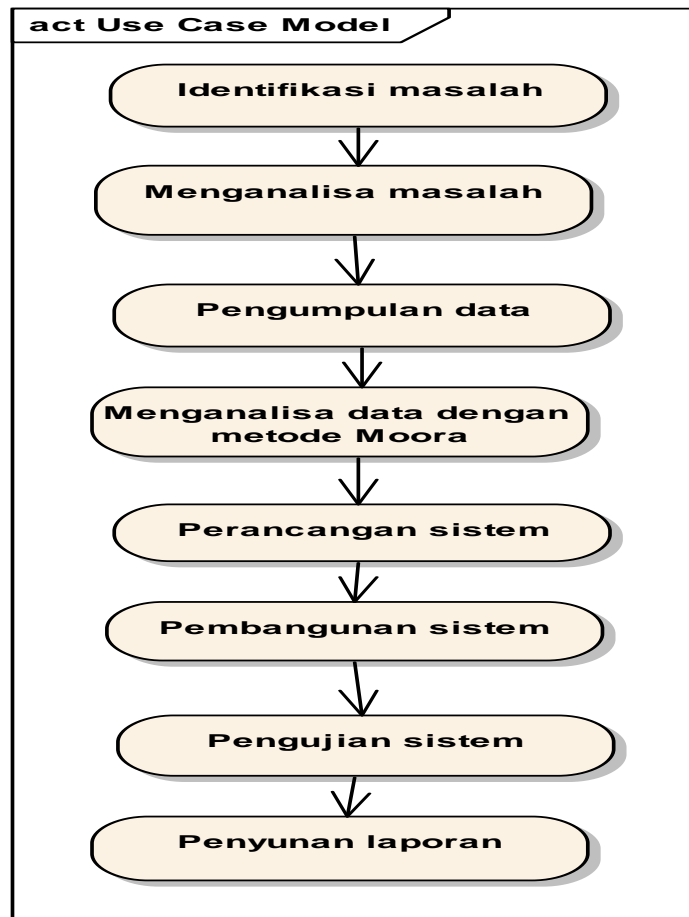 act Use Case Model
Identifikasi masalah
Menganalisa masalah
Pengumpulan data
Menganalisa data dengan
metode Moora
Perancangan sistem
Pembangunan sistem
Pengujian sistem
Penyunan laporan